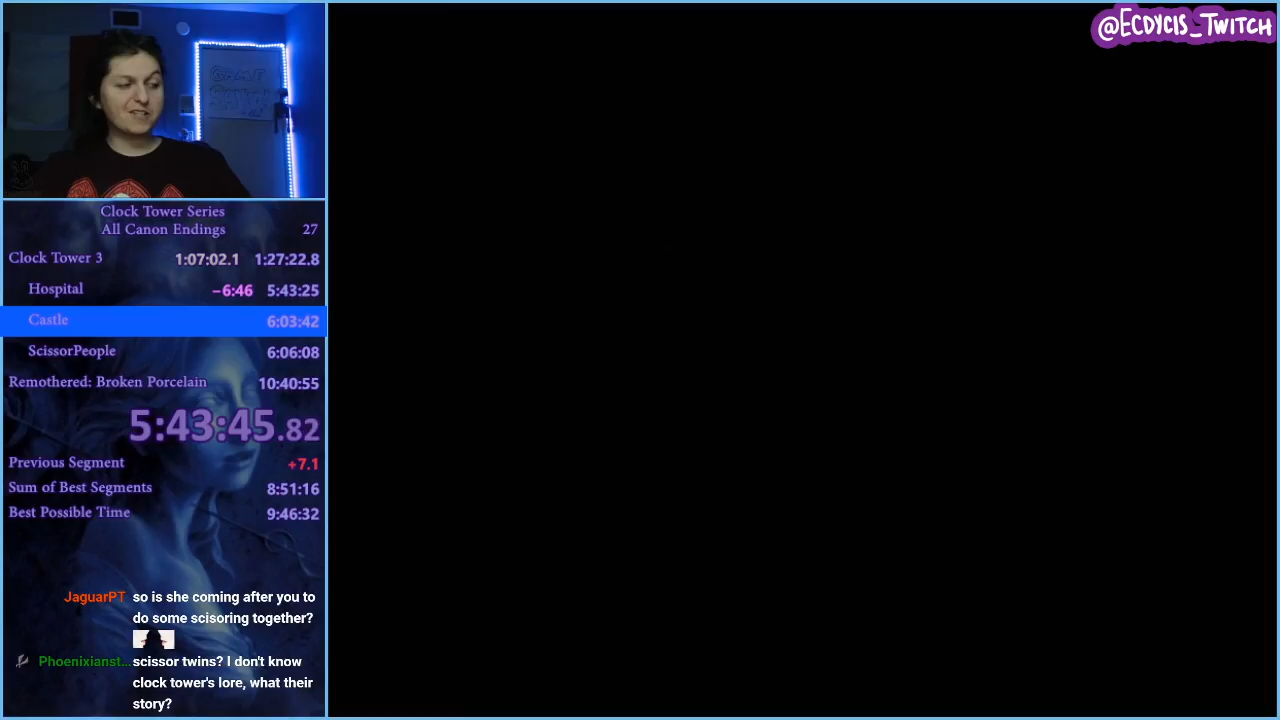 @ECDYCIS_TWITCH
Clock Tower Series
All Canon Endings 27
Clock Tower 3 1:07:02.1 1:27:22.8
Hospital −6:46 5:43:25
Castle 6:03:42
ScissorPeople 6:06:08
Remothered: Broken Porcelain 10:40:55
5:43:45.82
Previous Segment +7.1
Sum of Best Segments 8:51:16
Best Possible Time 9:46:32
JaguarPT so is she coming after you to
do some scisoring together?
Phoenixianst... scissor twins? I don't know
clock tower's lore, what their
story?